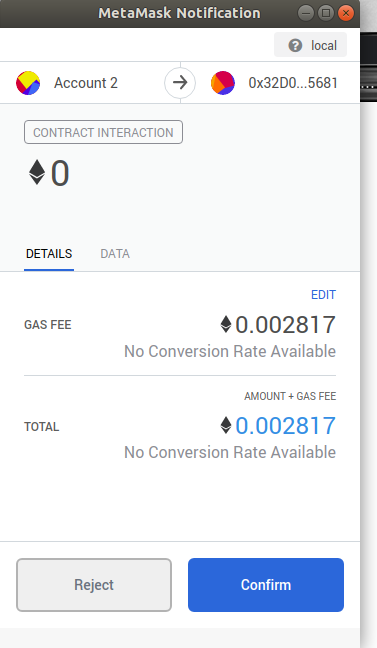 MetaMask Notification
? local
Account 2 0x32D0...5681
CONTRACT INTERACTION
0
DETAILS DATA
EDIT
GAS FEE 0.002817
No Conversion Rate Available
AMOUNT + GAS FEE
TOTAL 0.002817
No Conversion Rate Available
Reject Confirm